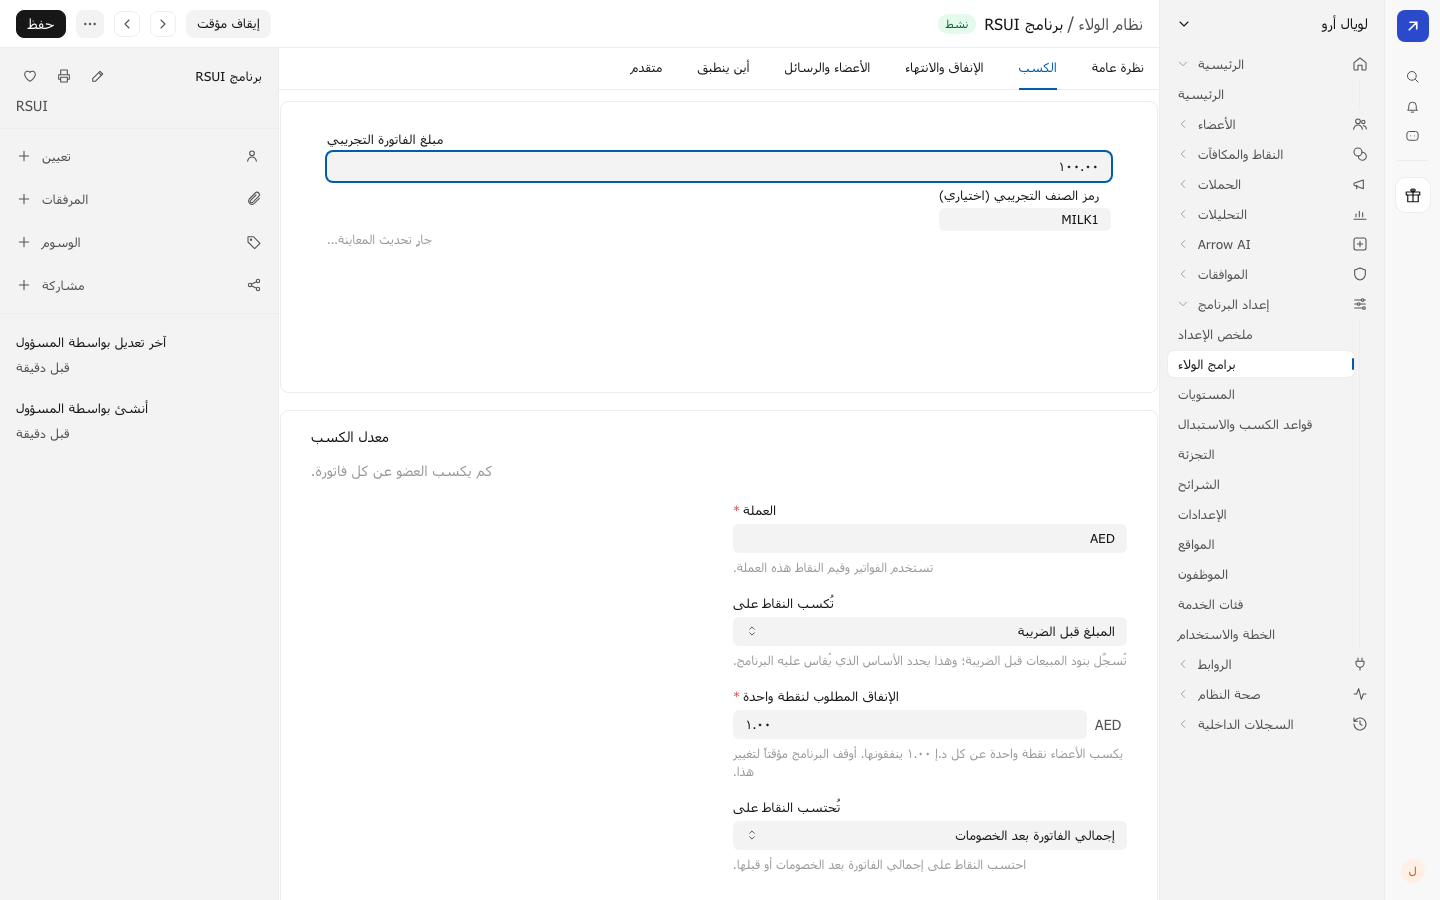 لويال أرو
نظام الولاء / برنامج RSUI نشط
إيقاف مؤقت
حفظ
الرئيسية
الرئيسية
الأعضاء
النقاط والمكافآت
الحملات
التحليلات
Arrow AI
الموافقات
إعداد البرنامج
ملخص الإعداد
برامج الولاء
المستويات
قواعد الكسب والاستبدال
التجزئة
الشرائح
الإعدادات
المواقع
الموظفون
فئات الخدمة
الخطة والاستخدام
الروابط
صحة النظام
السجلات الداخلية
ل
نظرة عامة الكسب الإنفاق والانتهاء الأعضاء والرسائل أين ينطبق متقدم
مبلغ الفاتورة التجريبي
١٠٠.٠٠
رمز الصنف التجريبي (اختياري)
MILK1
جارٍ تحديث المعاينة...
معدل الكسب
كم يكسب العضو عن كل فاتورة.
العملة *
AED
تستخدم الفواتير وقيم النقاط هذه العملة.
تُكسب النقاط على
المبلغ قبل الضريبة
تُسجَّل بنود المبيعات قبل الضريبة؛ وهذا يحدد الأساس الذي يُقاس عليه البرنامج.
الإنفاق المطلوب لنقطة واحدة *
AED ١.٠٠
يكسب الأعضاء نقطة واحدة عن كل د.إ ١.٠٠ ينفقونها. أوقف البرنامج مؤقتاً لتغيير
هذا.
تُحتسب النقاط على
إجمالي الفاتورة بعد الخصومات
احتسب النقاط على إجمالي الفاتورة بعد الخصومات أو قبلها.
برنامج RSUI
RSUI
تعيين
المرفقات
الوسوم
مشاركة
آخر تعديل بواسطة المسؤول
قبل دقيقة
أنشئ بواسطة المسؤول
قبل دقيقة